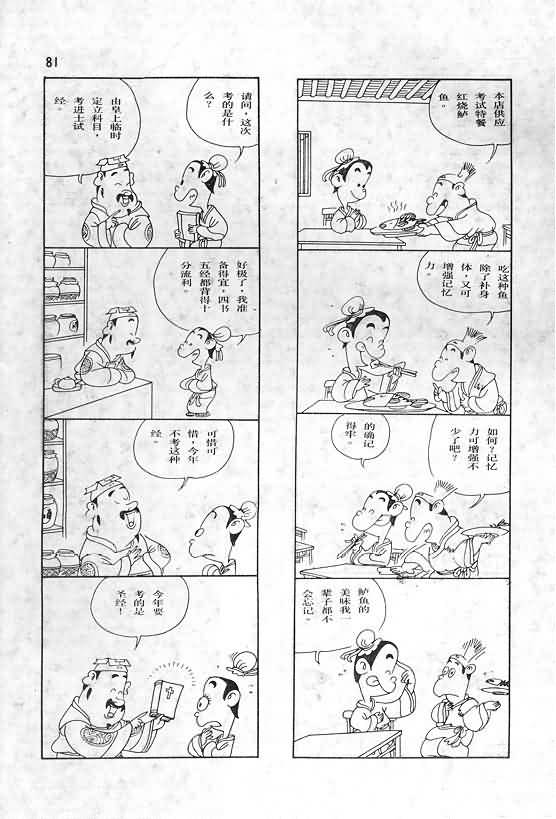 81
本店供应
考试特餐
红烧鲈
鱼。
吃这种鱼
除了补身
体，又可
增强记忆
力。
如何？记忆
力可增强不
少了吧？
的确记
得牢。
鲈鱼的
美味我一
辈子都不
会忘记。
请问，这次
考的是什
么？
由皇上临时
定立科目，
考进士试
经。
好极了，我准
备得宜，四书
五经都背得十
分流利。
可惜可
惜，今年
不考这种
经。
今年要
考的是
圣经！